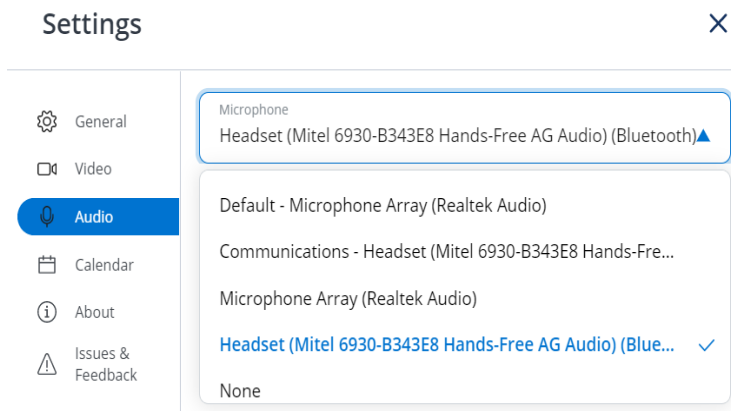 Settings
General
Video
Audio
Calendar
About
Issues &
Feedback
Microphone
Headset (Mitel 6930-B343E8 Hands-Free AG Audio) (Bluetooth)
Default - Microphone Array (Realtek Audio)
Communications - Headset (Mitel 6930-B343E8 Hands-Fre...
Microphone Array (Realtek Audio)
Headset (Mitel 6930-B343E8 Hands-Free AG Audio) (Blue...
None